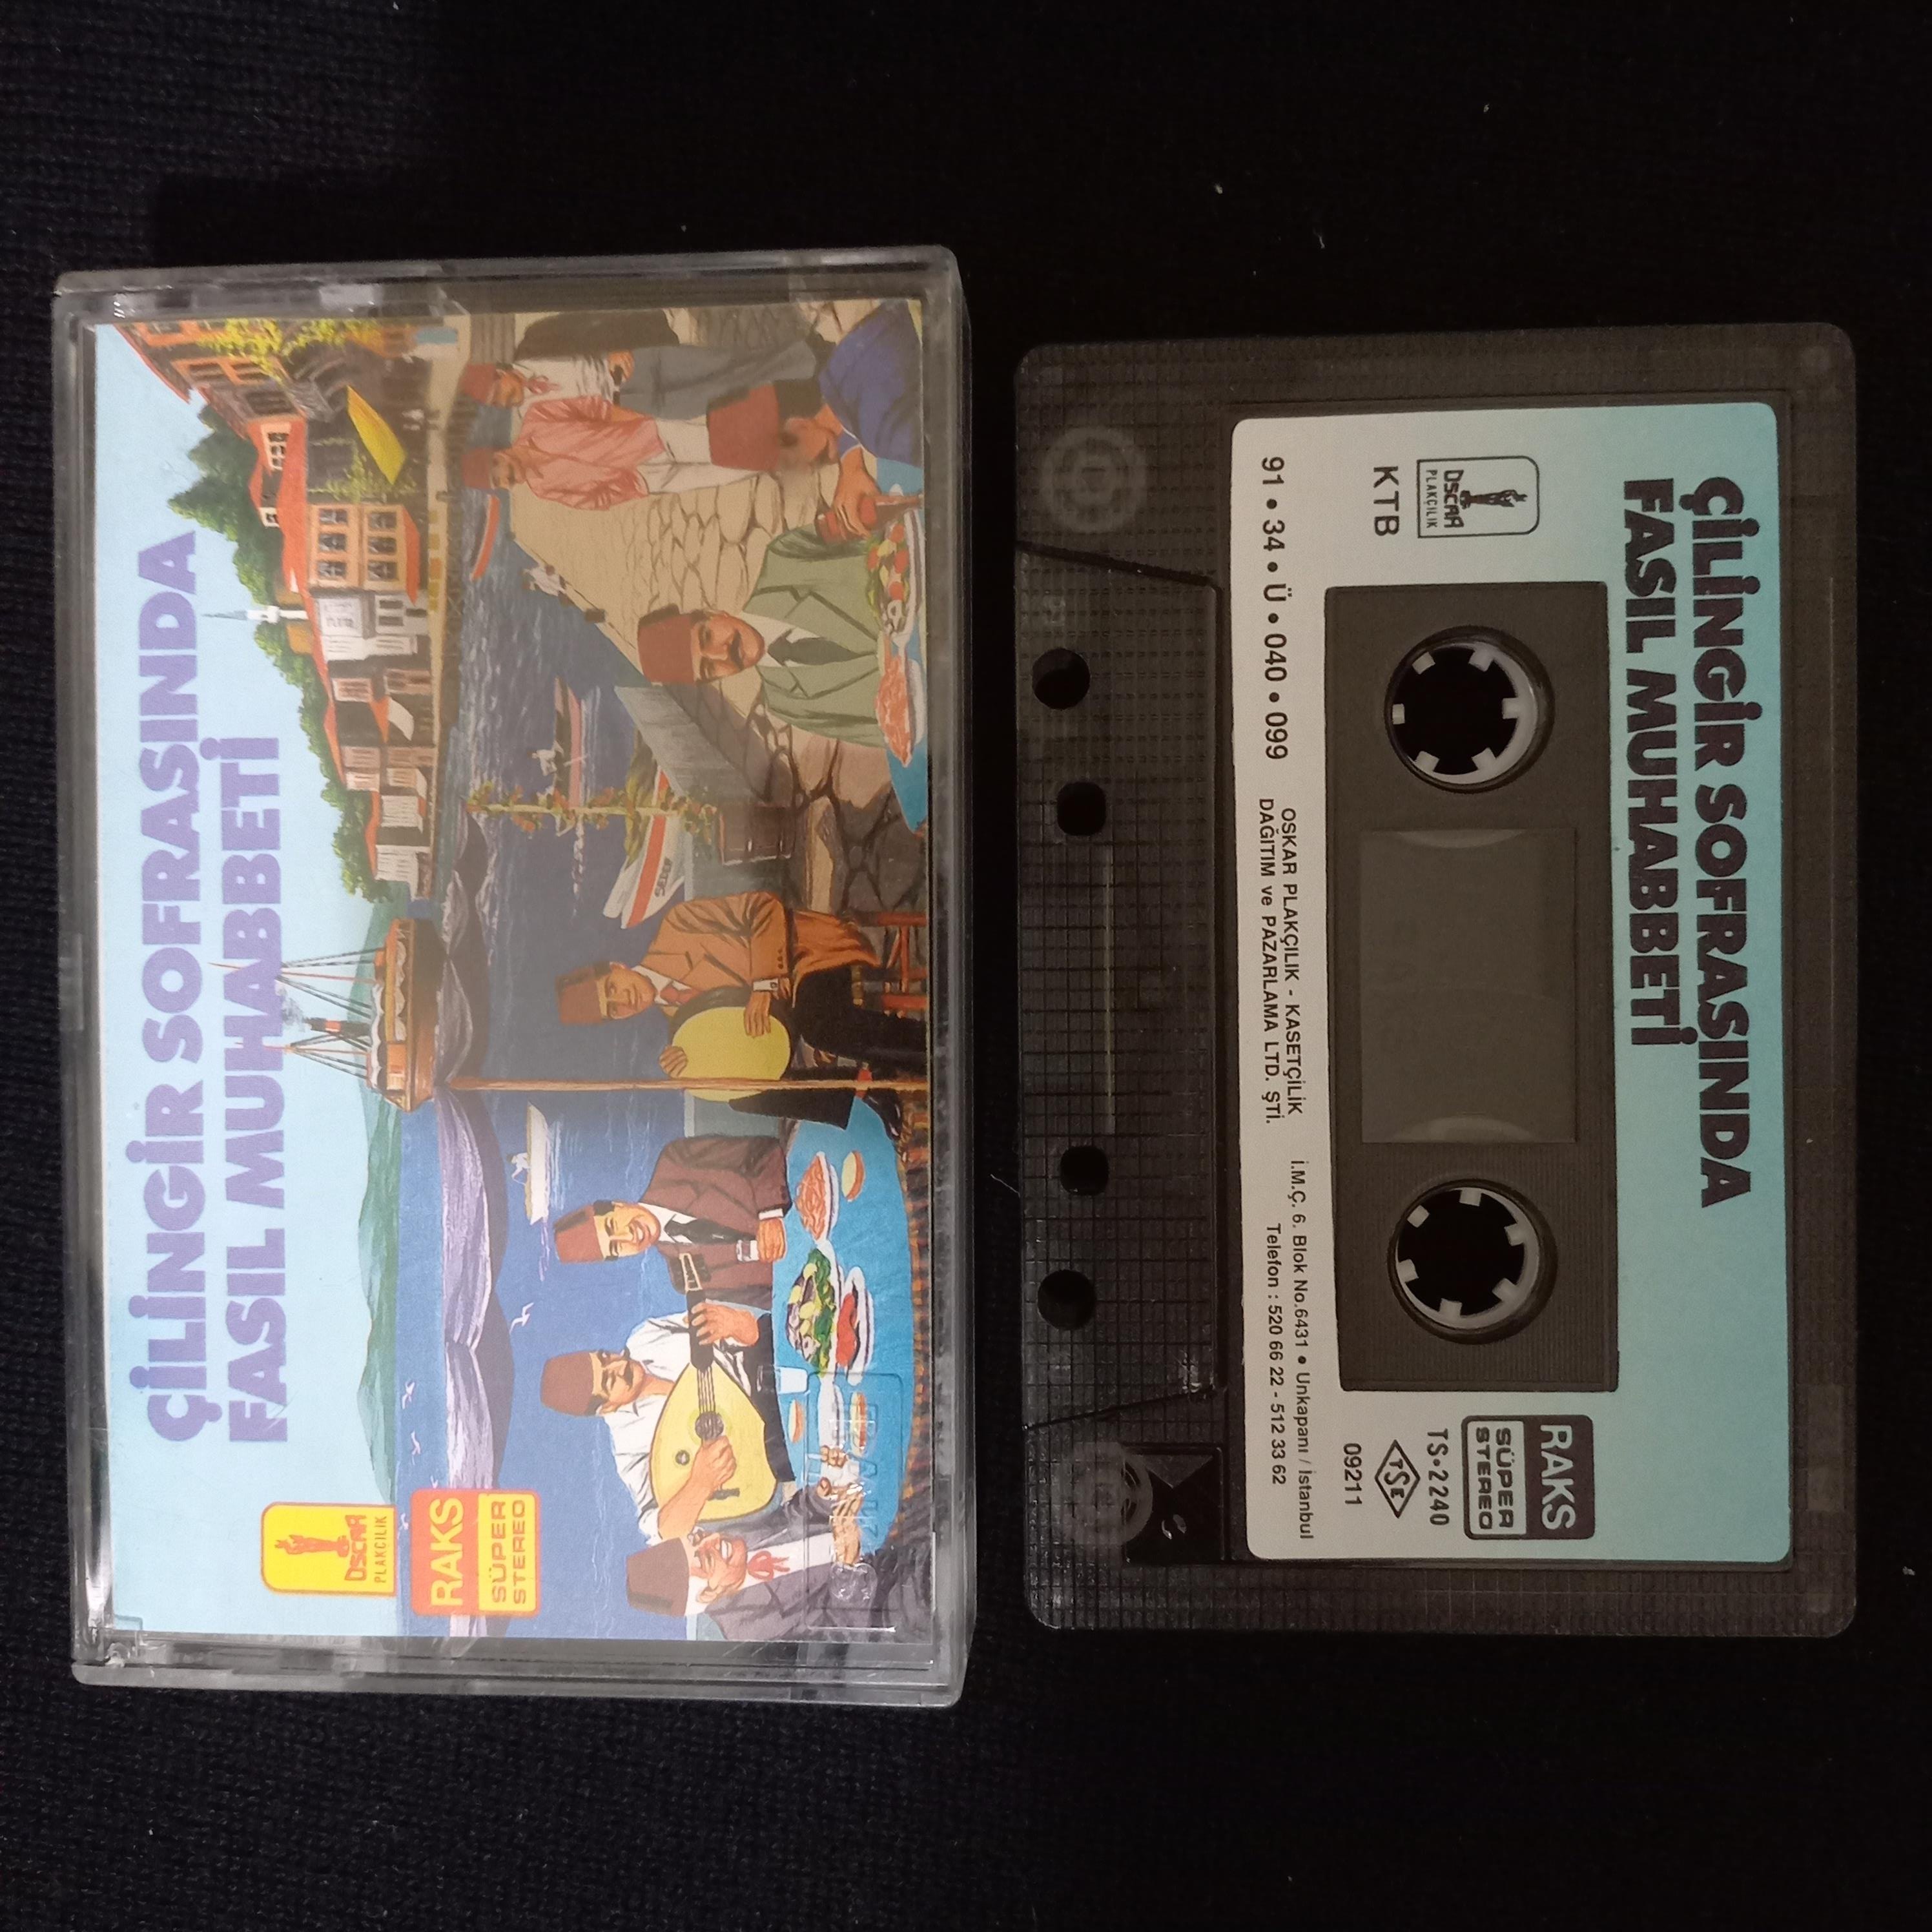 ÇİLİNGİR SOFRASINDA
FASIL MUHABBETİ
OSCAR
PLAKÇILIK
RAKS
SÜPER
STEREO
ÇİLİNGİR SOFRASINDA
FASIL MUHABBETİ
OSCAR
PLAKÇILIK
KTB
RAKS
SÜPER
STEREO
TS•2240
TSE
09211
91 • 34 • Ü • 040 • 099
OSKAR PLAKÇILIK - KASETÇİLİK
DAĞITIM ve PAZARLAMA LTD. ŞTİ.
İ.M.Ç. 6. Blok No.6431 • Unkapanı / İstanbul
Telefon : 520 66 22 - 512 33 62